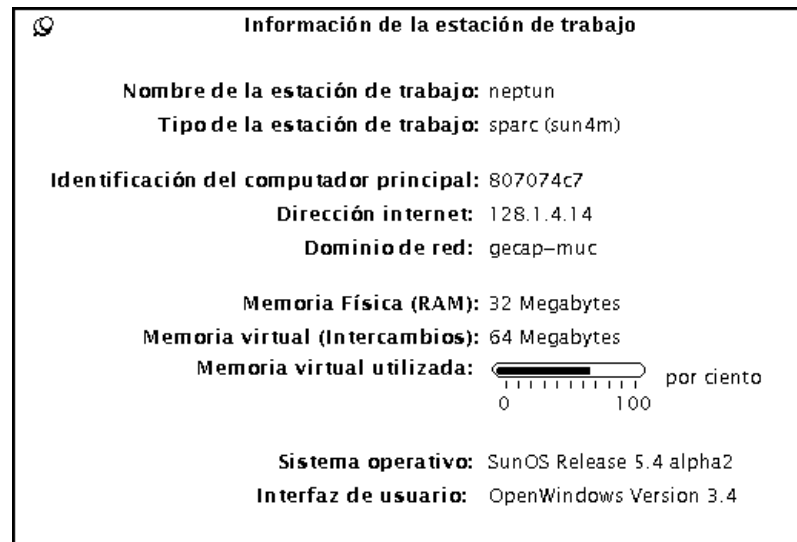 Información de la estación de trabajo
Nombre de la estación de trabajo: neptun
Tipo de la estación de trabajo: sparc (sun4m)
Identificación del computador principal: 807074c7
Dirección internet: 128.1.4.14
Dominio de red: gecap-muc
Memoria Física (RAM): 32 Megabytes
Memoria virtual (Intercambios): 64 Megabytes
Memoria virtual utilizada: por ciento
0 100
Sistema operativo: SunOS Release 5.4 alpha2
Interfaz de usuario: OpenWindows Version 3.4